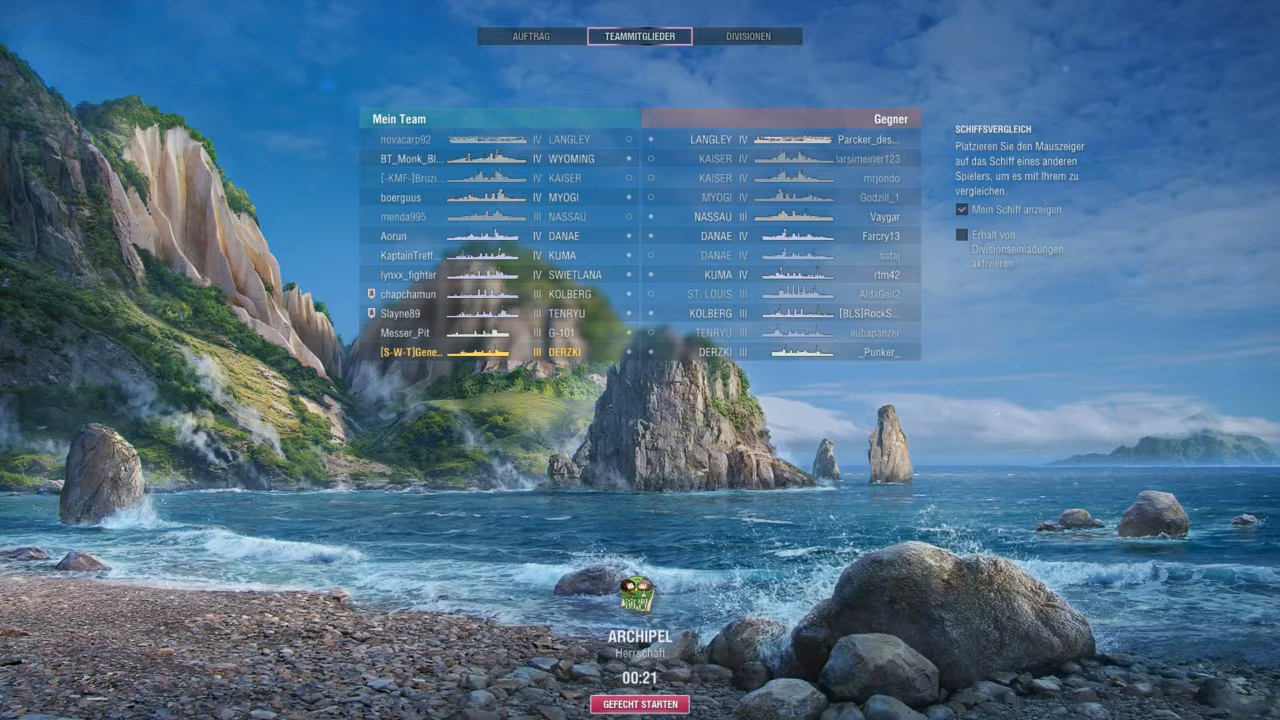 AUFTRAG TEAMMITGLIEDER DIVISIONEN
Mein Team Gegner
novacarp92 IV LANGLEY LANGLEY IV Parcker_des...
BT_Monk_Bl... IV WYOMING KAISER IV larsimeiner123
[-KMF-]Bruzi... IV KAISER KAISER IV mrjondo
boerguus IV MYOGI MYOGI IV Godzill_1
menda995 III NASSAU NASSAU III Vaygar
Aorun IV DANAE DANAE IV Farcry13
KaptainTreff... IV KUMA DANAE IV sataj
lynxx_fighter IV SWIETLANA KUMA IV rtm42
chapchamun III KOLBERG ST. LOUIS III AldaGeil2
Slayne89 III TENRYU KOLBERG III [BLS]RockS...
Messer_Pit III G-101 TENRYU III eubapanzer
[S-W-T]Gene... III DERZKI DERZKI III _Punker_
SCHIFFSVERGLEICH
Platzieren Sie den Mauszeiger
auf das Schiff eines anderen
Spielers, um es mit Ihrem zu
vergleichen.
Mein Schiff anzeigen
Erhalt von
Divisionseinladungen
aktivieren
ARCHIPEL
Herrschaft
00:21
GEFECHT STARTEN